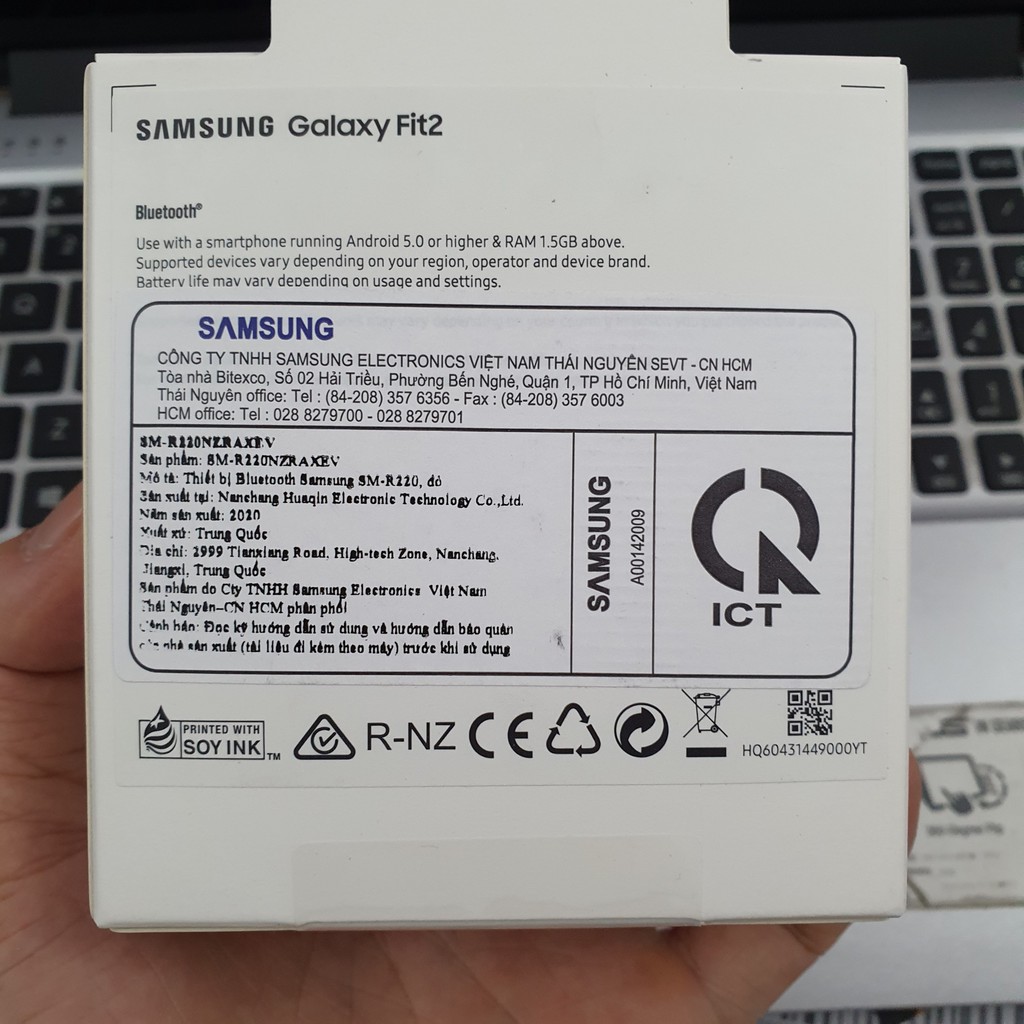 SAMSUNG Galaxy Fit2
Bluetooth®
Use with a smartphone running Android 5.0 or higher & RAM 1.5GB above.
Supported devices vary depending on your region, operator and device brand.
Battery life may vary depending on usage and settings.
SAMSUNG
CÔNG TY TNHH SAMSUNG ELECTRONICS VIỆT NAM THÁI NGUYÊN SEVT - CN HCM
Tòa nhà Bitexco, Số 02 Hải Triều, Phường Bến Nghé, Quận 1, TP Hồ Chí Minh, Việt Nam
Thái Nguyên office: Tel : (84-208) 357 6356 - Fax : (84-208) 357 6003
HCM office: Tel : 028 8279700 - 028 8279701
SM-R220NZRAXEV
Sản phẩm: SM-R220NZRAXEV
Mô tả: Thiết bị Bluetooth Samsung SM-R220, đỏ
Sản xuất tại: Nanchang Huaqin Electronic Technology Co.,Ltd.
Năm sản xuất: 2020
Xuất xứ: Trung Quốc
Địa chỉ: 2999 Tianxiang Road, High-tech Zone, Nanchang,
Jiangxi, Trung Quốc
Sản phẩm do Cty TNHH Samsung Electronics Việt Nam
Thái Nguyên–CN HCM phân phối
Cảnh báo: Đọc kỹ hướng dẫn sử dụng và hướng dẫn bảo quản
của nhà sản xuất (tài liệu đi kèm theo máy) trước khi sử dụng
SAMSUNG
A00142009
ICT
PRINTED WITH
SOY INK™
R-NZ
CE
HQ60431449000YT